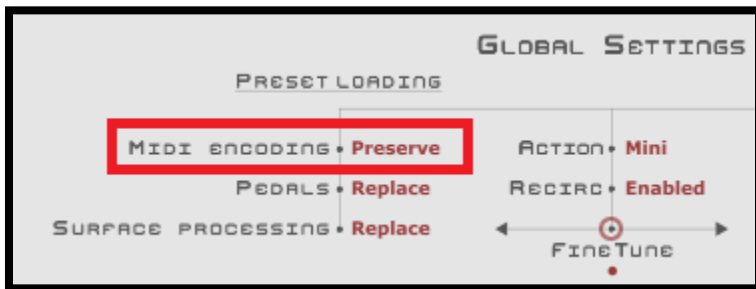 Global Settings
Preset loading
Midi encoding • Preserve
Action • Mini
Pedals • Replace
Recirc • Enabled
Surface processing • Replace
FineTune